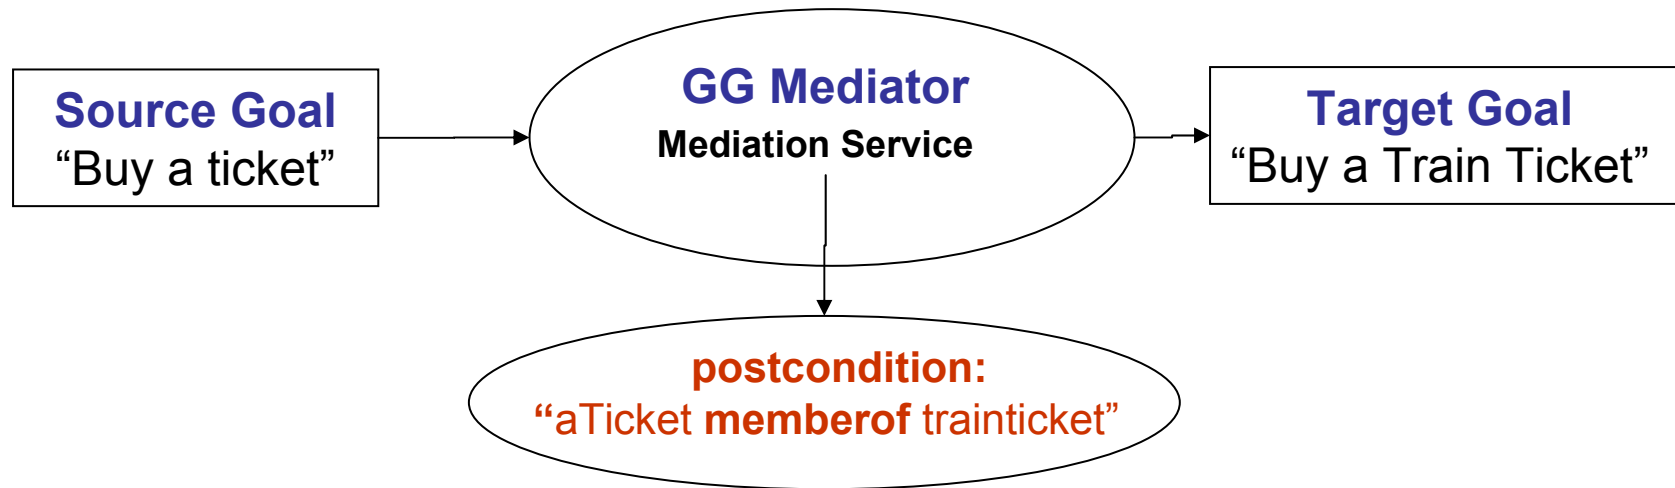 Source Goal
“Buy a ticket”
GG Mediator
Mediation Service
Target Goal
“Buy a Train Ticket”
postcondition:
“aTicket memberof trainticket”